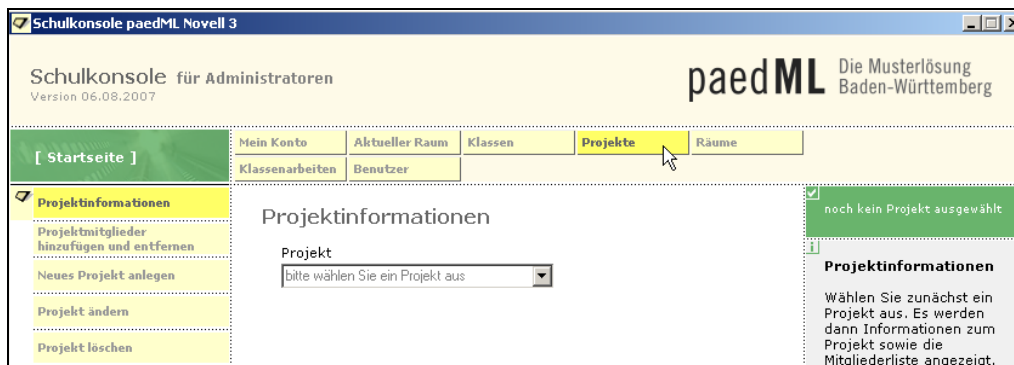 Schulkonsole paedML Novell 3
Schulkonsole für Administratoren
Version 06.08.2007
paedML Die Musterlösung
Baden-Württemberg
[ Startseite ]
Mein Konto
Aktueller Raum
Klassen
Projekte
Räume
Klassenarbeiten
Benutzer
Projektinformationen
Projektmitglieder
hinzufügen und entfernen
Neues Projekt anlegen
Projekt ändern
Projekt löschen
Projektinformationen
Projekt
bitte wählen Sie ein Projekt aus
noch kein Projekt ausgewählt
Projektinformationen
Wählen Sie zunächst ein
Projekt aus. Es werden
dann Informationen zum
Projekt sowie die
Mitgliederliste angezeigt.